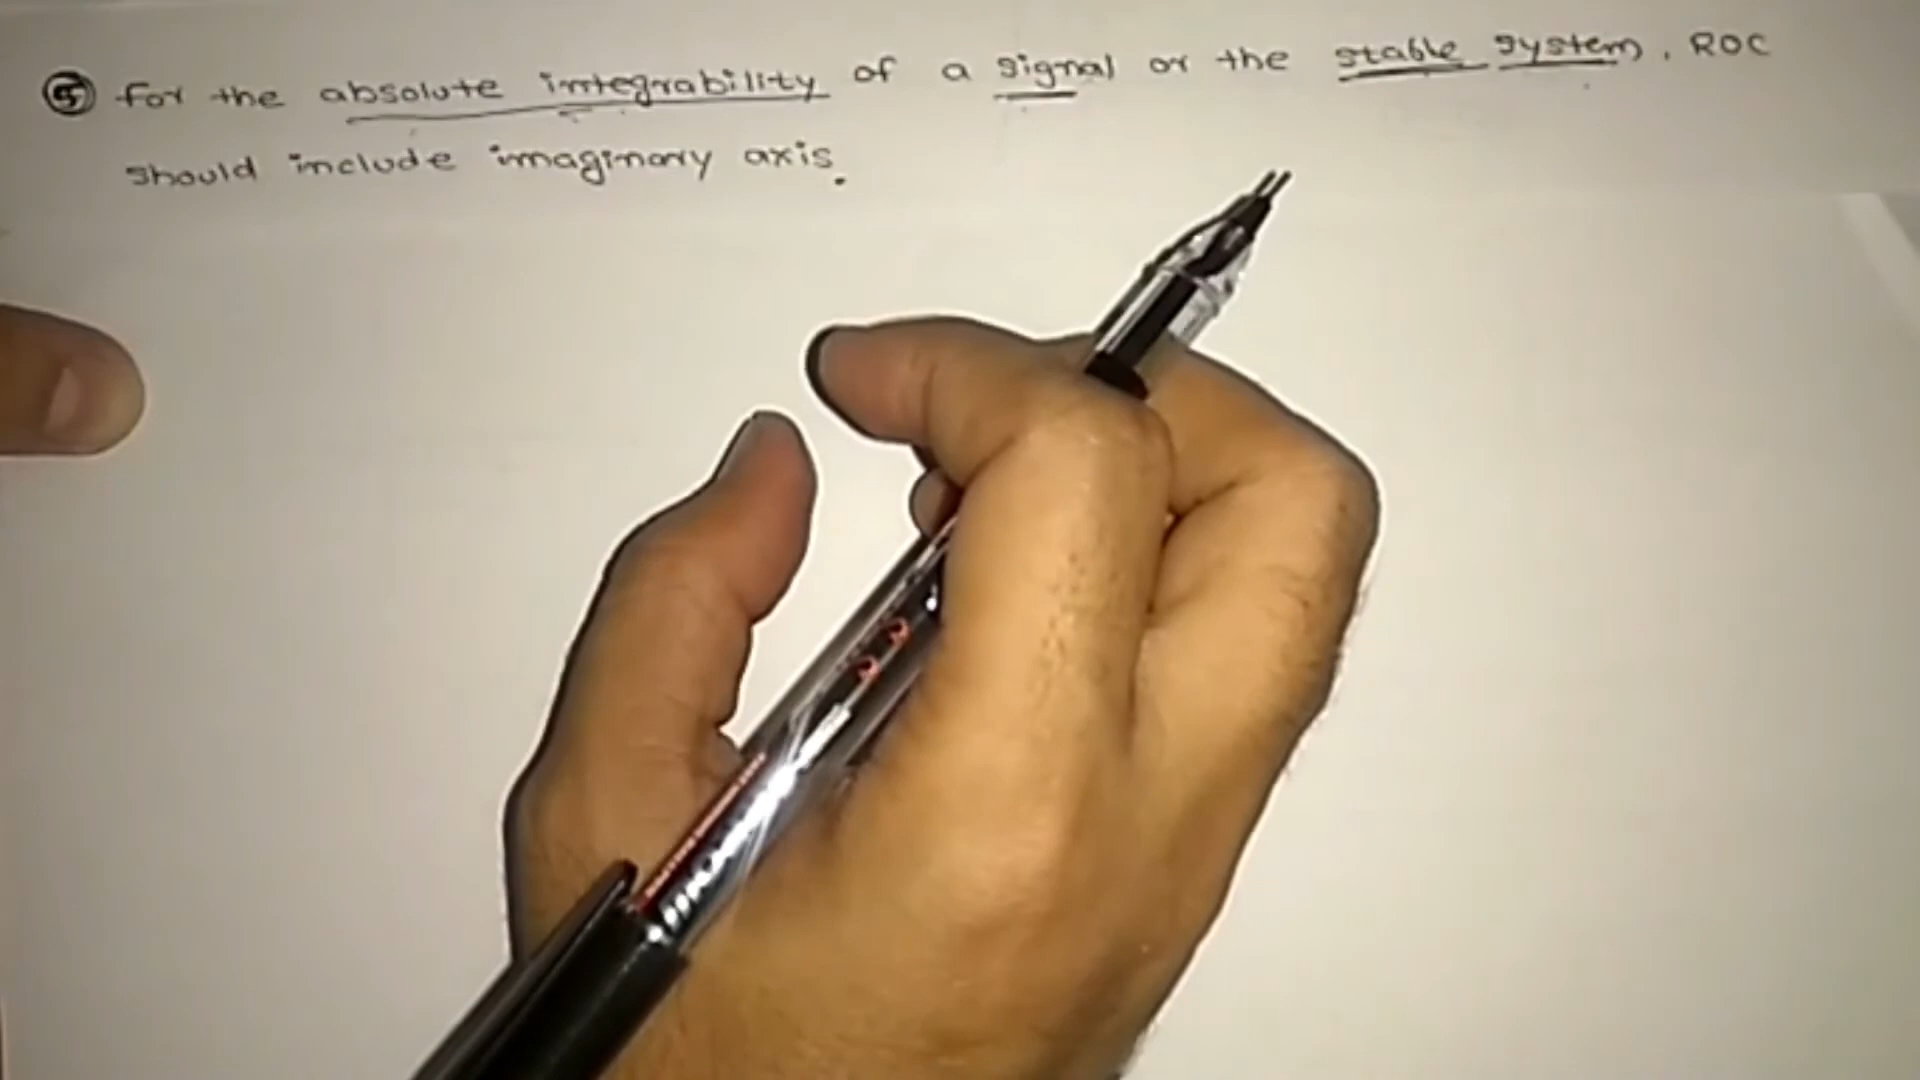 ⑤ For the absolute integrability of a signal or the stable system, ROC
should include imaginary axis.